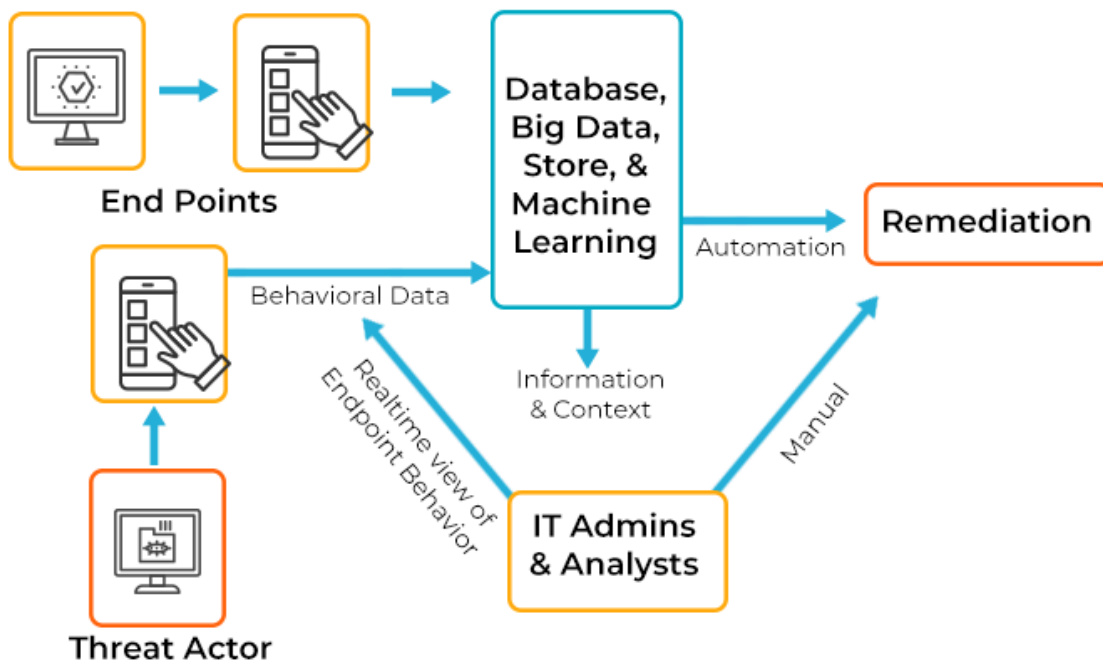 End Points
Database,
Big Data,
Store, &
Machine
Learning
Automation
Remediation
Behavioral Data
Information
& Context
Realtime view of
Endpoint Behavior
Manual
IT Admins
& Analysts
Threat Actor